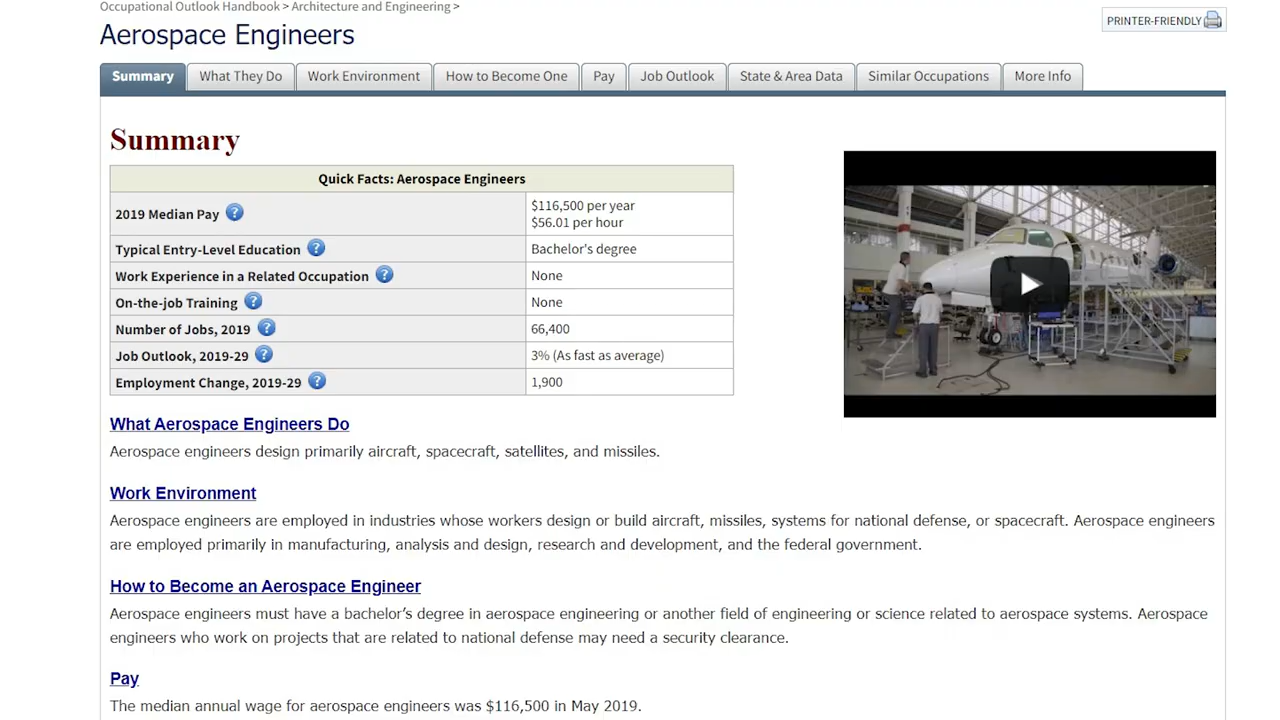 Occupational Outlook Handbook > Architecture and Engineering >
PRINTER-FRIENDLY
Aerospace Engineers
Summary
What They Do
Work Environment
How to Become One
Pay
Job Outlook
State & Area Data
Similar Occupations
More Info
Summary
Quick Facts: Aerospace Engineers
2019 Median Pay ?
$116,500 per year
$56.01 per hour
Typical Entry-Level Education ?
Bachelor's degree
Work Experience in a Related Occupation ?
None
On-the-job Training ?
None
Number of Jobs, 2019 ?
66,400
Job Outlook, 2019-29 ?
3% (As fast as average)
Employment Change, 2019-29 ?
1,900
What Aerospace Engineers Do
Aerospace engineers design primarily aircraft, spacecraft, satellites, and missiles.
Work Environment
Aerospace engineers are employed in industries whose workers design or build aircraft, missiles, systems for national defense, or spacecraft. Aerospace engineers
are employed primarily in manufacturing, analysis and design, research and development, and the federal government.
How to Become an Aerospace Engineer
Aerospace engineers must have a bachelor’s degree in aerospace engineering or another field of engineering or science related to aerospace systems. Aerospace
engineers who work on projects that are related to national defense may need a security clearance.
Pay
The median annual wage for aerospace engineers was $116,500 in May 2019.